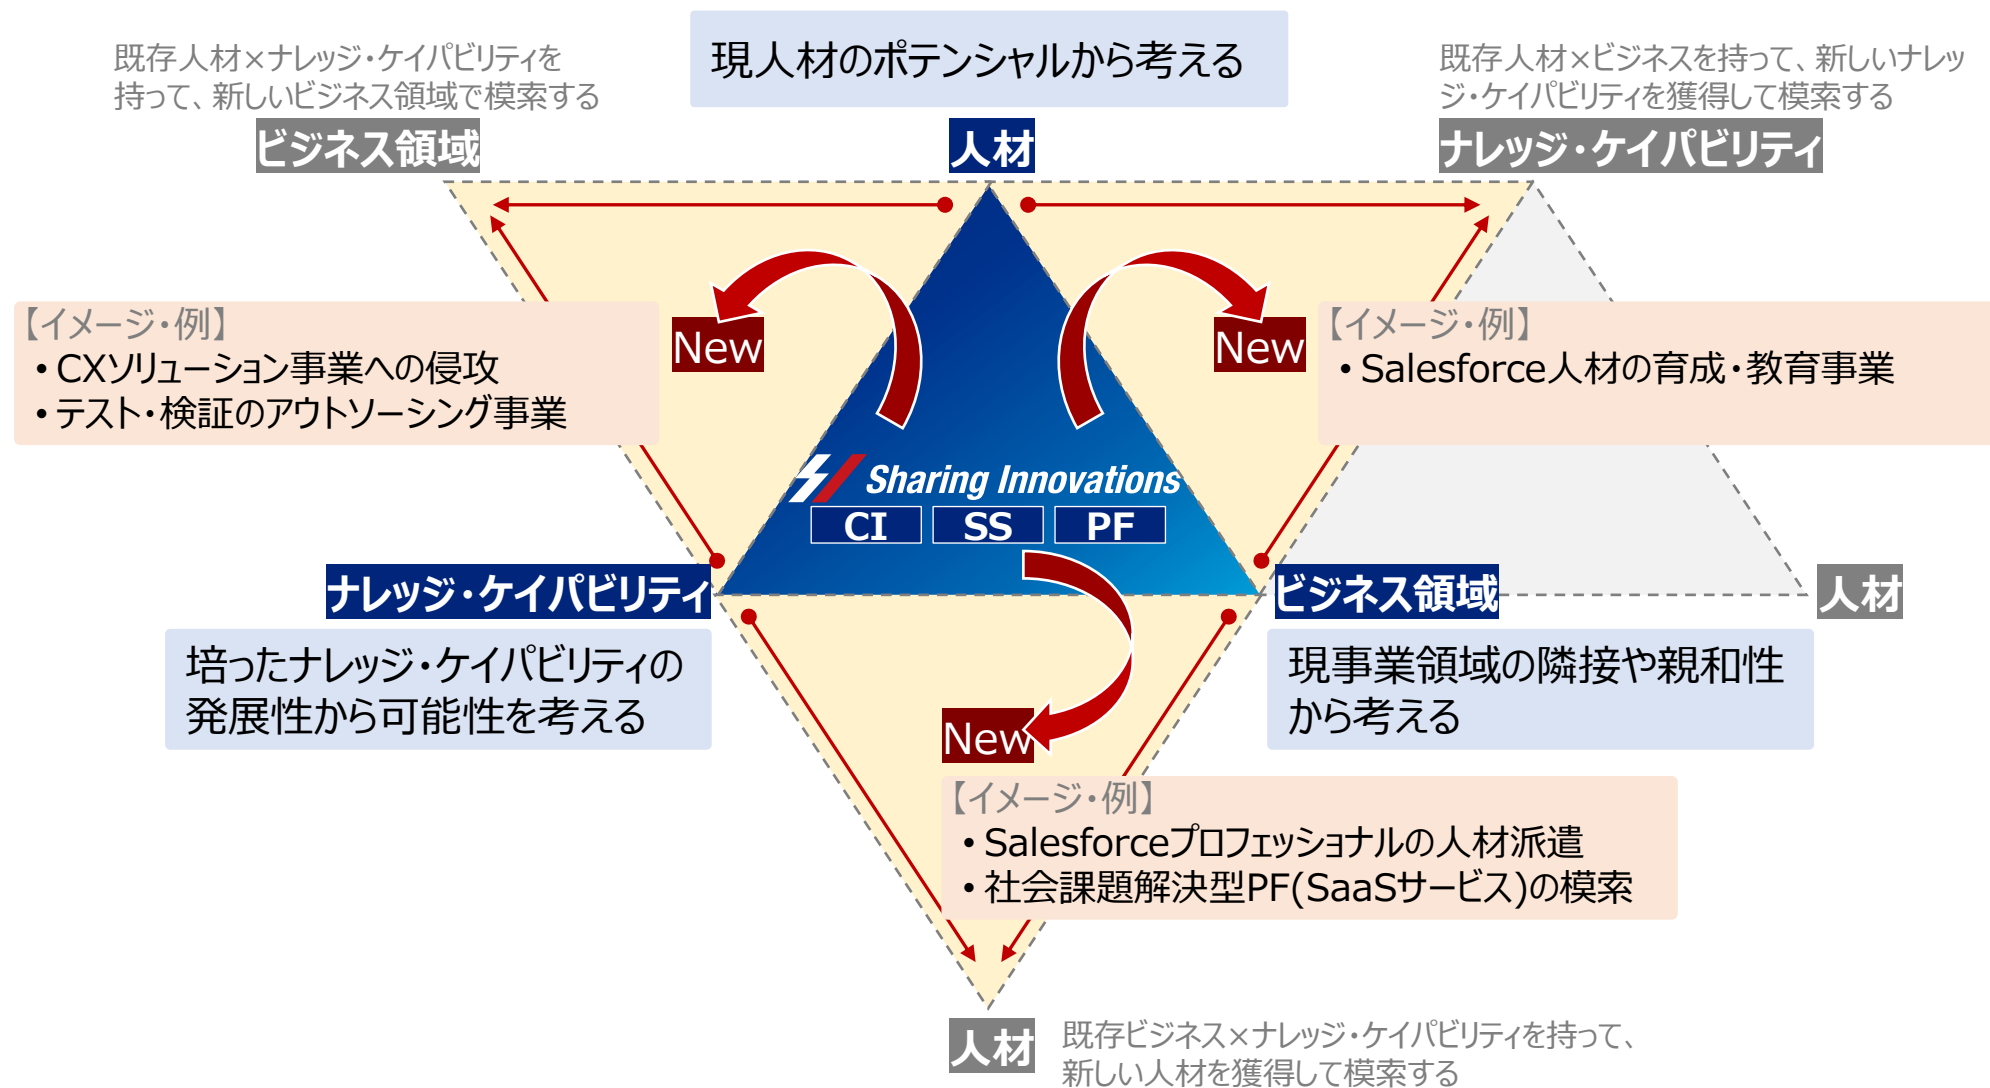 現人材のポテンシャルから考える
既存人材×ナレッジ・ケイパビリティを
持って、新しいビジネス領域で模索する
既存人材×ビジネスを持って、新しいナレッ
ジ・ケイパビリティを獲得して模索する
ビジネス領域
人材
ナレッジ・ケイパビリティ
【イメージ・例】
• CXソリューション事業への侵攻
• テスト・検証のアウトソーシング事業
New
New
【イメージ・例】
• Salesforce人材の育成・教育事業
Sharing Innovations
CI
SS
PF
ナレッジ・ケイパビリティ
ビジネス領域
人材
培ったナレッジ・ケイパビリティの
発展性から可能性を考える
現事業領域の隣接や親和性
から考える
New
【イメージ・例】
• Salesforceプロフェッショナルの人材派遣
• 社会課題解決型PF(SaaSサービス)の模索
人材
既存ビジネス×ナレッジ・ケイパビリティを持って、
新しい人材を獲得して模索する